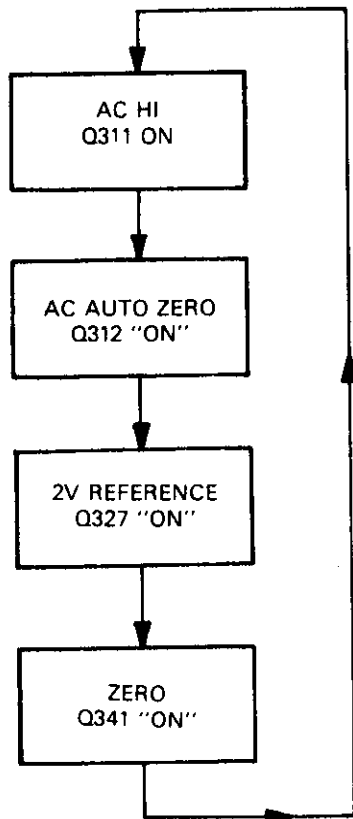 AC HI
Q311 ON
AC AUTO ZERO
Q312 "ON"
2V REFERENCE
Q327 "ON"
ZERO
Q341 "ON"